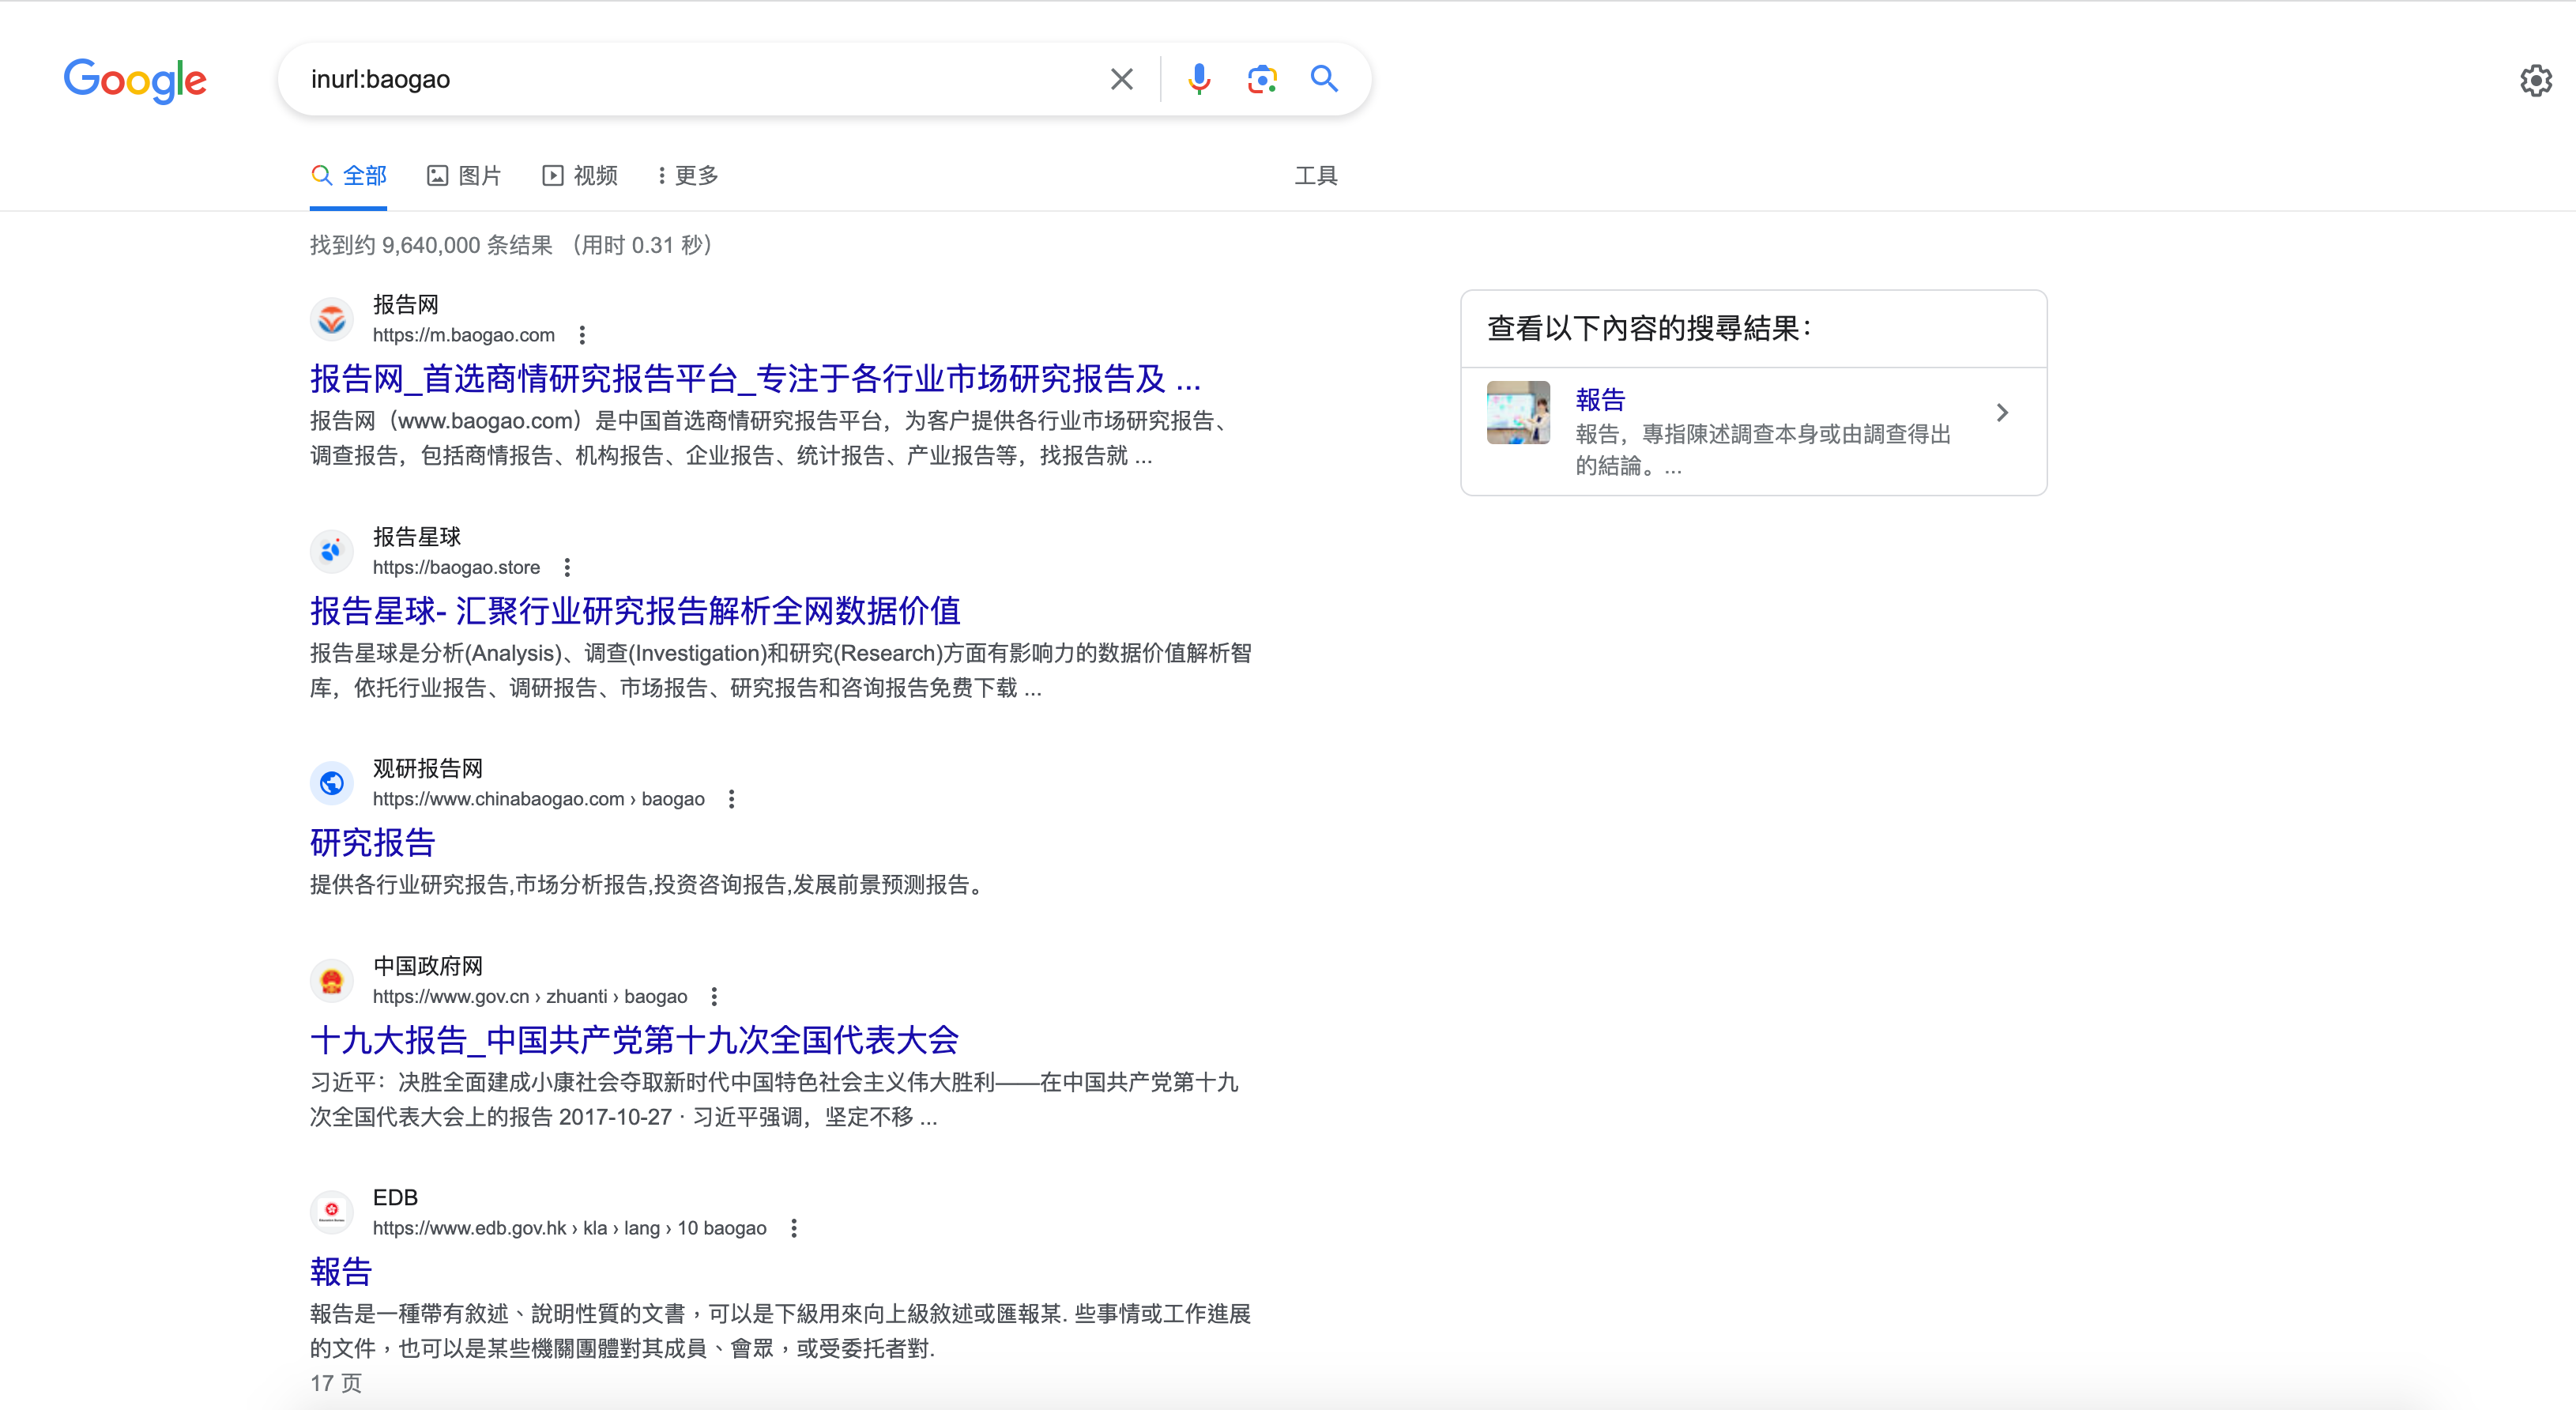 Google
inurl:baogao
全部
图片
视频
更多
工具
找到约 9,640,000 条结果 （用时 0.31 秒）
报告网
https://m.baogao.com
报告网_首选商情研究报告平台_专注于各行业市场研究报告及 ...
报告网（www.baogao.com）是中国首选商情研究报告平台，为客户提供各行业市场研究报告、
调查报告，包括商情报告、机构报告、企业报告、统计报告、产业报告等，找报告就 ...
报告星球
https://baogao.store
报告星球- 汇聚行业研究报告解析全网数据价值
报告星球是分析(Analysis)、调查(Investigation)和研究(Research)方面有影响力的数据价值解析智
库，依托行业报告、调研报告、市场报告、研究报告和咨询报告免费下载 ...
观研报告网
https://www.chinabaogao.com › baogao
研究报告
提供各行业研究报告,市场分析报告,投资咨询报告,发展前景预测报告。
中国政府网
https://www.gov.cn › zhuanti › baogao
十九大报告_中国共产党第十九次全国代表大会
习近平：决胜全面建成小康社会夺取新时代中国特色社会主义伟大胜利——在中国共产党第十九
次全国代表大会上的报告 2017-10-27 · 习近平强调，坚定不移 ...
EDB
https://www.edb.gov.hk › kla › lang › 10 baogao
報告
報告是一種帶有敘述、說明性質的文書，可以是下級用來向上級敘述或匯報某. 些事情或工作進展
的文件，也可以是某些機關團體對其成員、會眾，或受委托者對.
17 页
查看以下內容的搜尋結果：
報告
報告，專指陳述調查本身或由調查得出
的結論。...